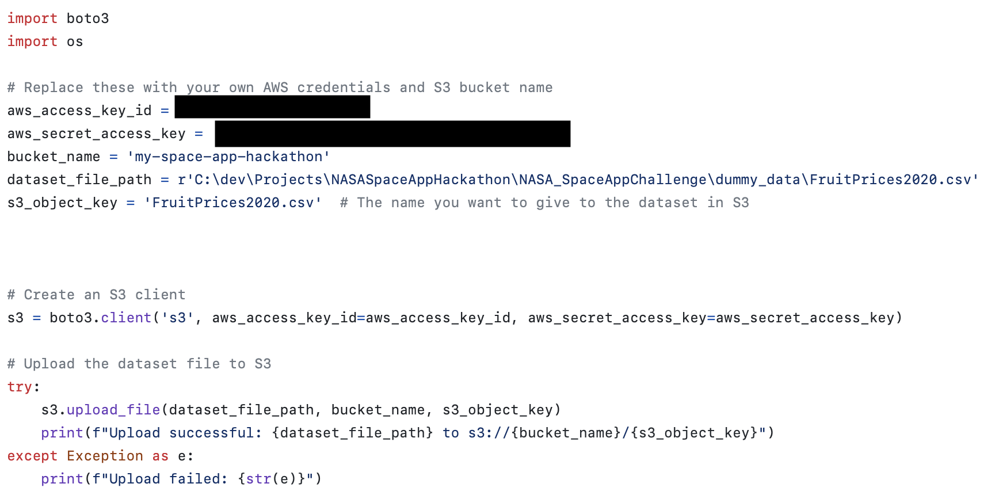 import boto3
import os
# Replace these with your own AWS credentials and S3 bucket name
aws_access_key_id =
aws_secret_access_key =
bucket_name = 'my-space-app-hackathon'
dataset_file_path = r'C:\dev\Projects\NASASpaceAppHackathon\NASA_SpaceAppChallenge\dummy_data\FruitPrices2020.csv'
s3_object_key = 'FruitPrices2020.csv'  # The name you want to give to the dataset in S3
# Create an S3 client
s3 = boto3.client('s3', aws_access_key_id=aws_access_key_id, aws_secret_access_key=aws_secret_access_key)
# Upload the dataset file to S3
try:
    s3.upload_file(dataset_file_path, bucket_name, s3_object_key)
    print(f"Upload successful: {dataset_file_path} to s3://{bucket_name}/{s3_object_key}")
except Exception as e:
    print(f"Upload failed: {str(e)}")